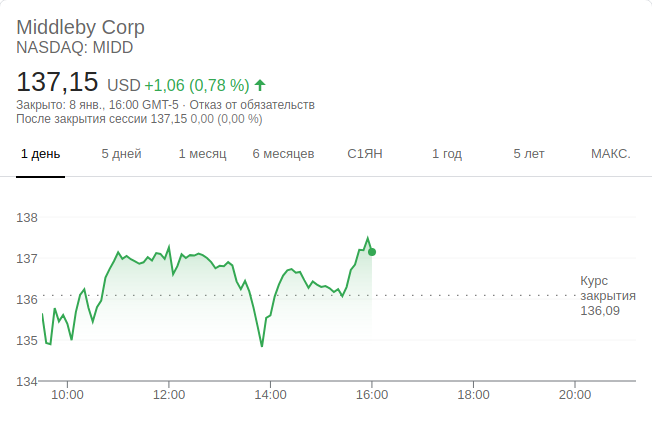 Middleby Corp
NASDAQ: MIDD
137,15 USD +1,06 (0,78 %)
Закрыто: 8 янв., 16:00 GMT-5 · Отказ от обязательств
После закрытия сессии 137,15 0,00 (0,00 %)
1 день 5 дней 1 месяц 6 месяцев С1ЯН 1 год 5 лет МАКС.
138
137
136
135
134
Курс
закрытия
136,09
10:00 12:00 14:00 16:00 18:00 20:00